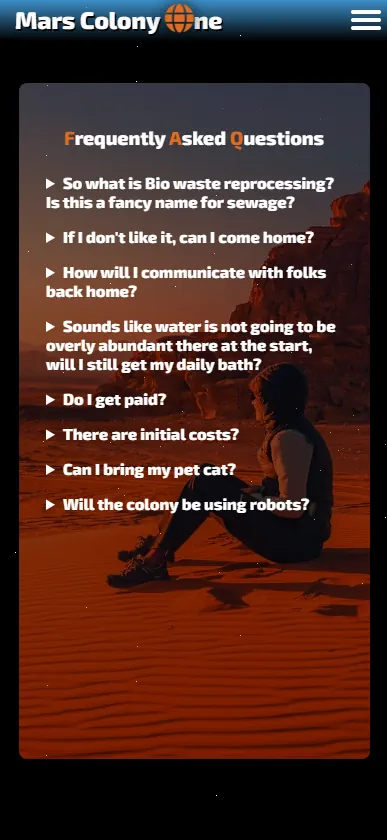 Mars Colony One
Frequently Asked Questions
So what is Bio waste reprocessing?
Is this a fancy name for sewage?
If I don't like it, can I come home?
How will I communicate with folks
back home?
Sounds like water is not going to be
overly abundant there at the start,
will I still get my daily bath?
Do I get paid?
There are initial costs?
Can I bring my pet cat?
Will the colony be using robots?